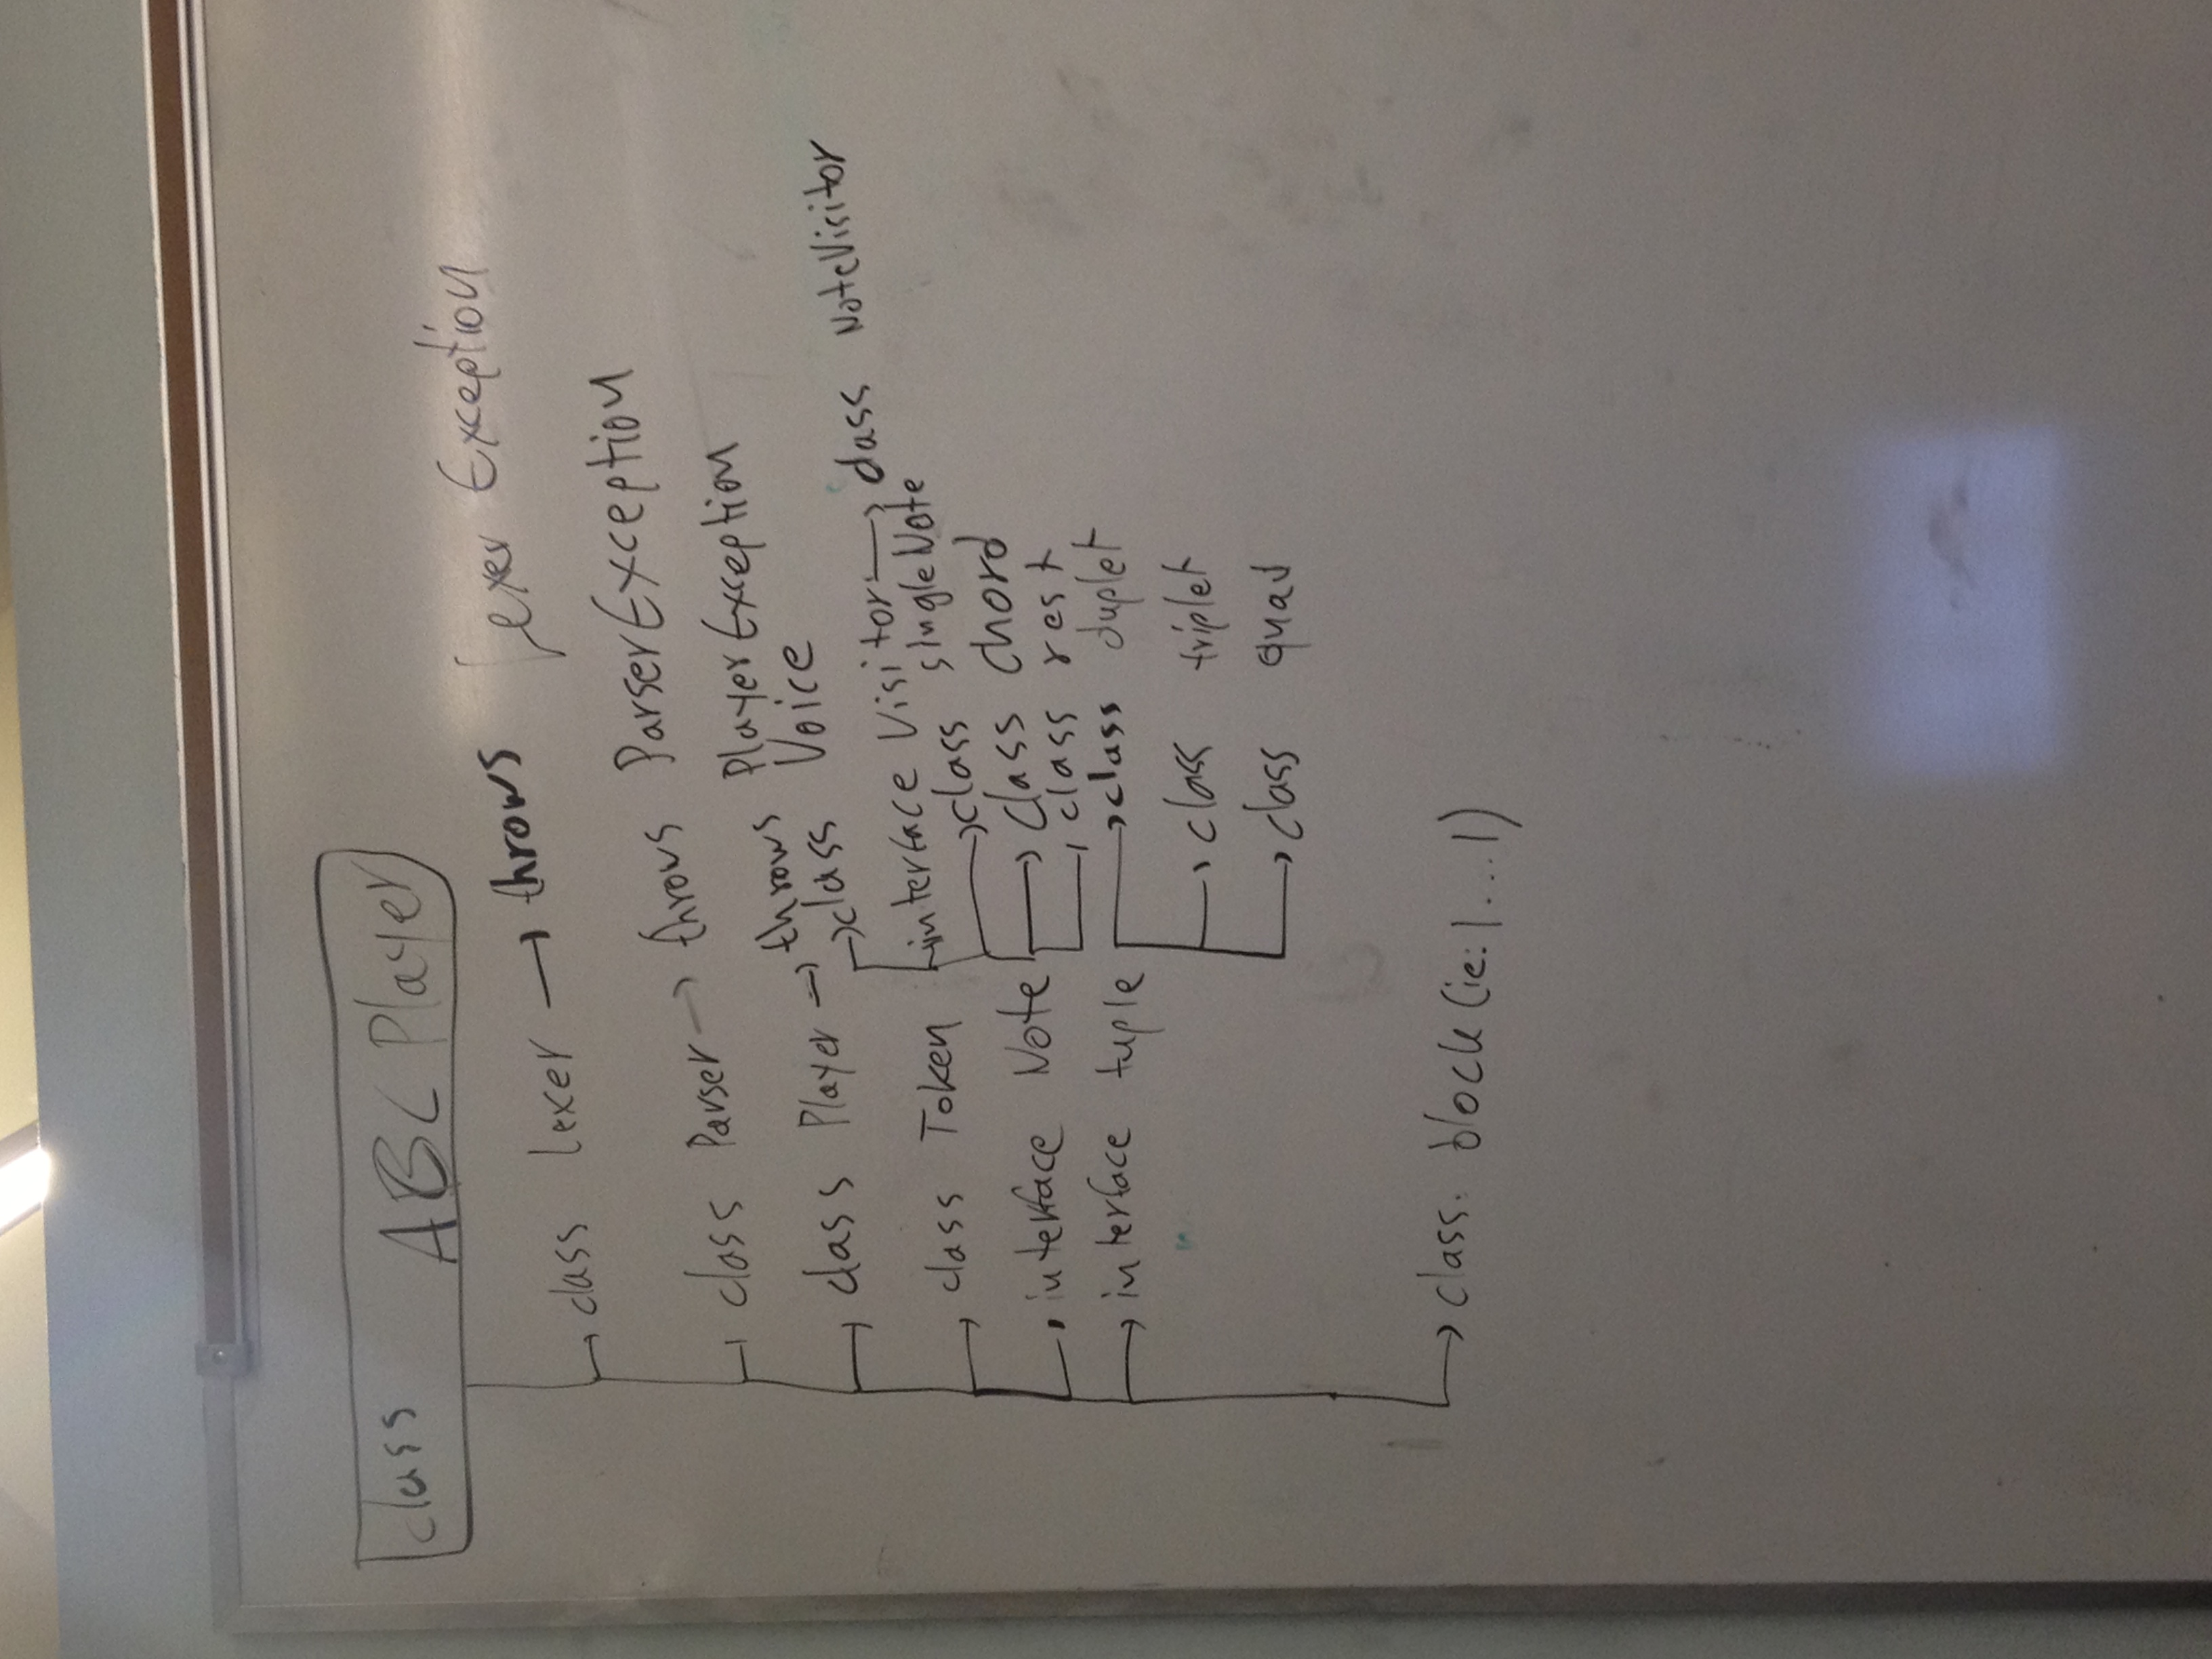 class ABC Player
class lexer → throws Lexer Exception
class Parser → throws ParserException
class Player → throws PlayerException
class Voice
class Token
interface Visitor → class NoteVisitor
class singleNote
interface Note
class chord
class rest
interface tuple
class duplet
class triplet
class quad
class. block (ie: |...|)